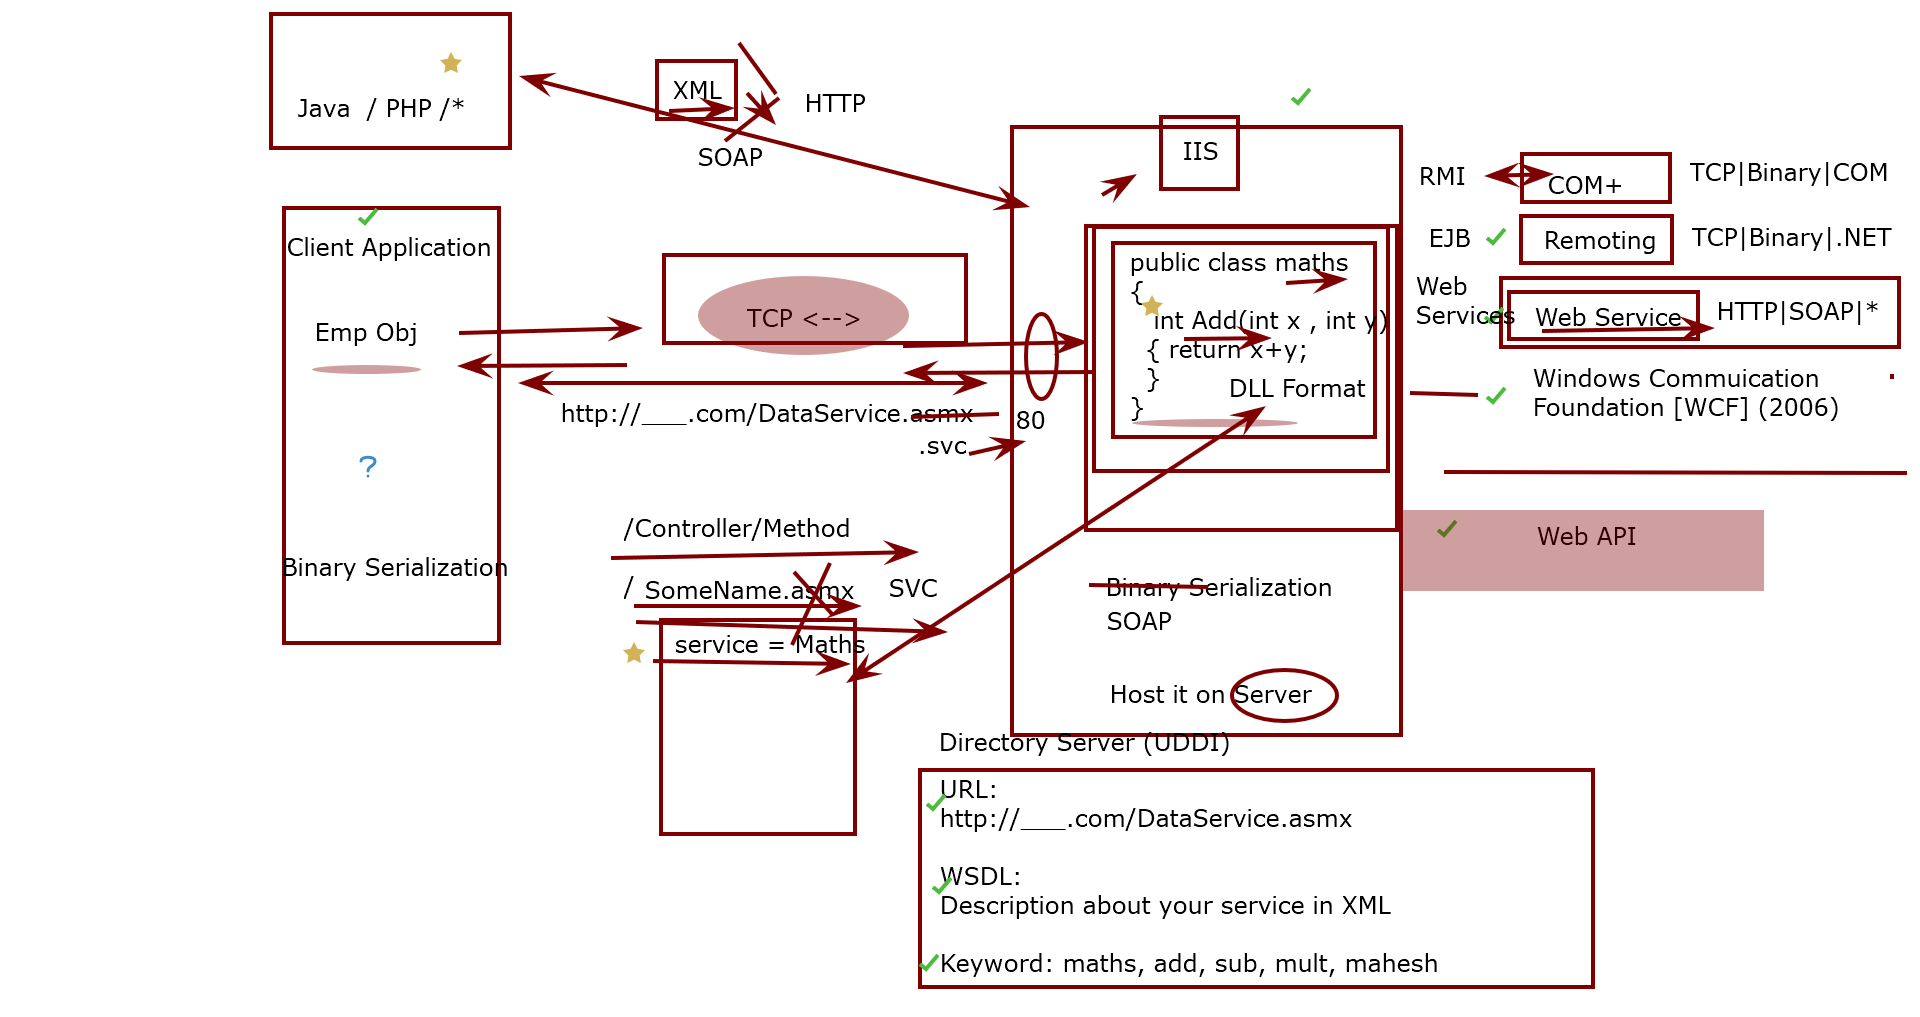 Java / PHP /*
XML
HTTP
SOAP
Client Application
Emp Obj
?
Binary Serialization
TCP <-->
http://___.com/DataService.asmx
.svc
80
/Controller/Method
/ SomeName.asmx
SVC
service = Maths
IIS
public class maths
{
int Add(int x , int y)
{ return x+y;
}
}
DLL Format
Binary Serialization
SOAP
Host it on Server
RMI
COM+
TCP|Binary|COM
EJB
Remoting
TCP|Binary|.NET
Web
Services
Web Service
HTTP|SOAP|*
Windows Commuication
Foundation [WCF] (2006)
Web API
Directory Server (UDDI)
URL:
http://___.com/DataService.asmx
WSDL:
Description about your service in XML
Keyword: maths, add, sub, mult, mahesh